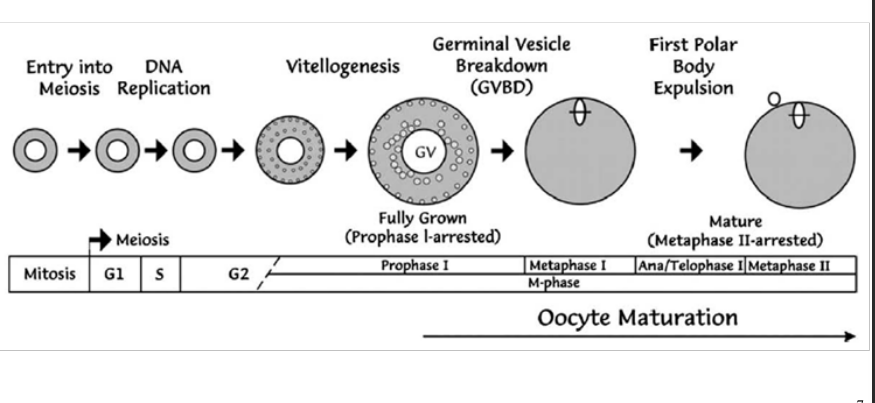 Entry into
Meiosis
DNA
Replication
Vitellogenesis
Germinal Vesicle
Breakdown
(GVBD)
First Polar
Body
Expulsion
GV
Fully Grown
(Prophase I-arrested)
Mature
(Metaphase II-arrested)
Meiosis
Mitosis
G1
S
G2
Prophase I
Metaphase I
Ana/Telophase I
Metaphase II
M-phase
Oocyte Maturation